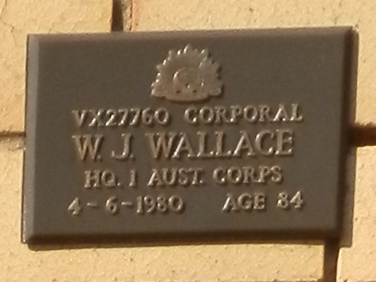 VX27760 CORPORAL
W. J. WALLACE
HQ. 1 AUST. CORPS
4-6-1980 AGE 84